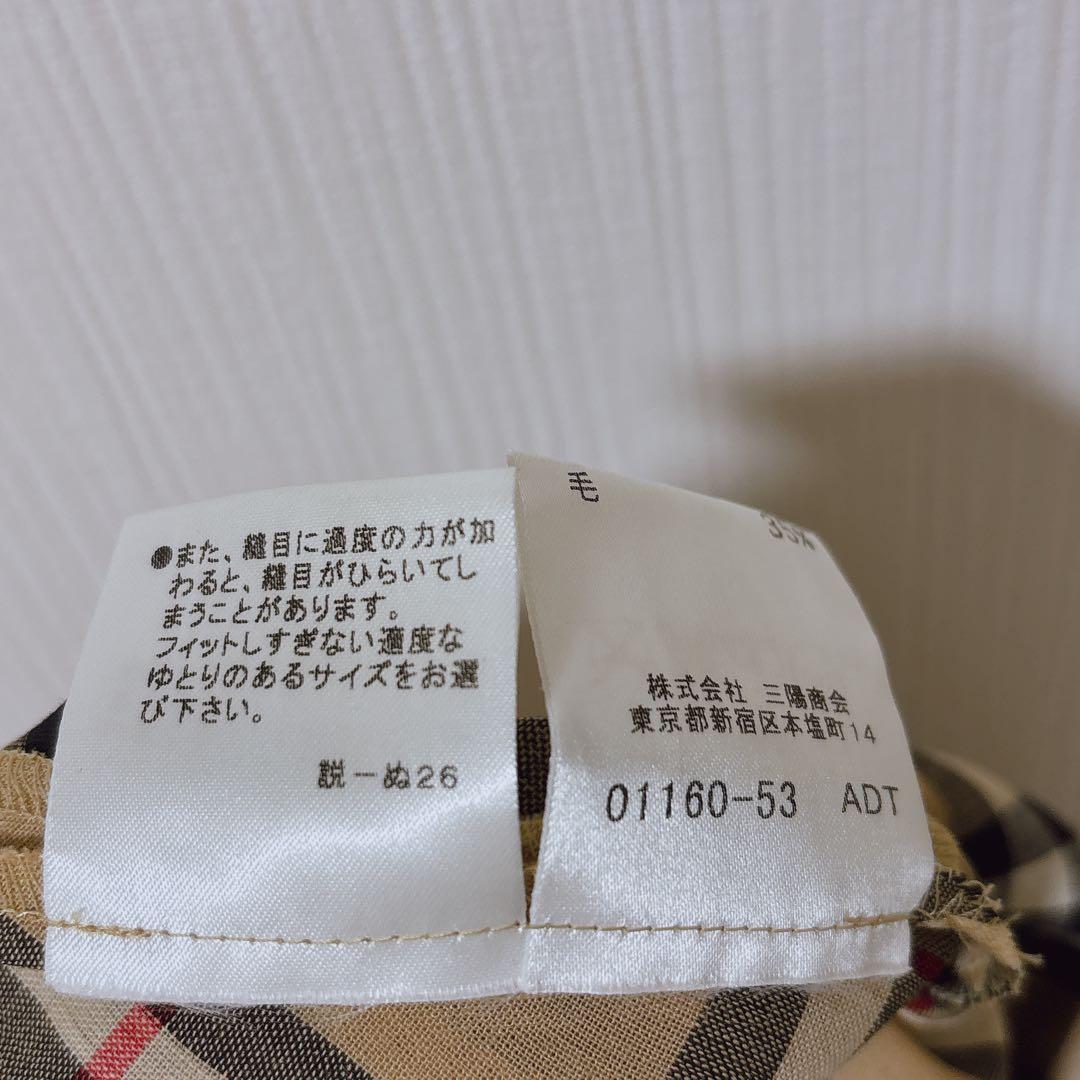 ●また、縫目に過度の力が加
わると、縫目がひらいてし
まうことがあります。
フィットしすぎない適度な
ゆとりのあるサイズをお選
び下さい。
説ーぬ26
毛 35%
株式会社 三陽商会
東京都新宿区本塩町14
01160-53 ADT